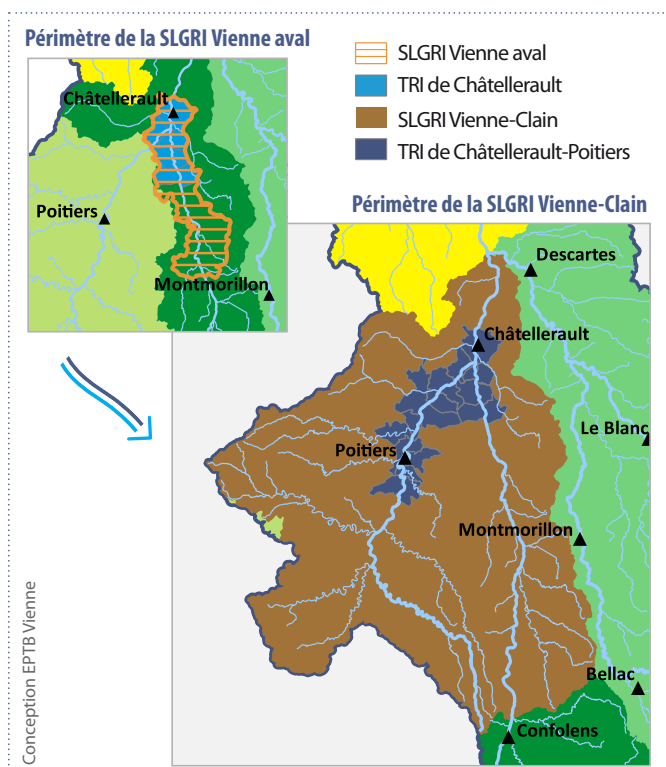 Périmètre de la SLGRI Vienne aval
SLGRI Vienne aval
TRI de Châtellerault
SLGRI Vienne-Clain
TRI de Châtellerault-Poitiers
Châtellerault
Poitiers
Montmorillon
Périmètre de la SLGRI Vienne-Clain
Descartes
Châtellerault
Le Blanc
Poitiers
Montmorillon
Bellac
Confolens
Conception EPTB Vienne